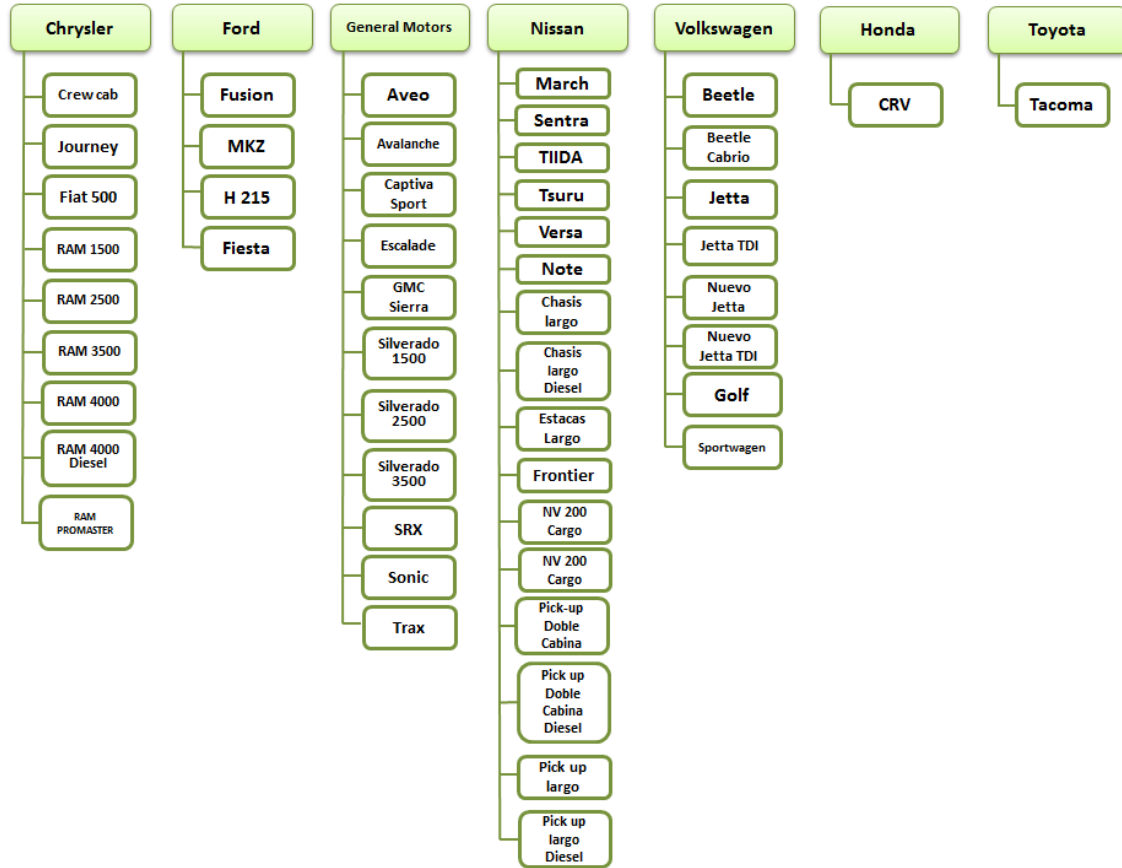 Chrysler
Crew cab
Journey
Fiat 500
RAM 1500
RAM 2500
RAM 3500
RAM 4000
RAM 4000
Diesel
RAM
PROMASTER
Ford
Fusion
MKZ
H 215
Fiesta
General Motors
Aveo
Avalanche
Captiva
Sport
Escalade
GMC
Sierra
Silverado
1500
Silverado
2500
Silverado
3500
SRX
Sonic
Trax
Nissan
March
Sentra
TIIDA
Tsuru
Versa
Note
Chasis
largo
Chasis
largo
Diesel
Estacas
Largo
Frontier
NV 200
Cargo
NV 200
Cargo
Pick-up
Doble
Cabina
Pick up
Doble
Cabina
Diesel
Pick up
largo
Pick up
largo
Diesel
Volkswagen
Beetle
Beetle
Cabrio
Jetta
Jetta TDI
Nuevo
Jetta
Nuevo
Jetta TDI
Golf
Sportwagen
Honda
CRV
Toyota
Tacoma